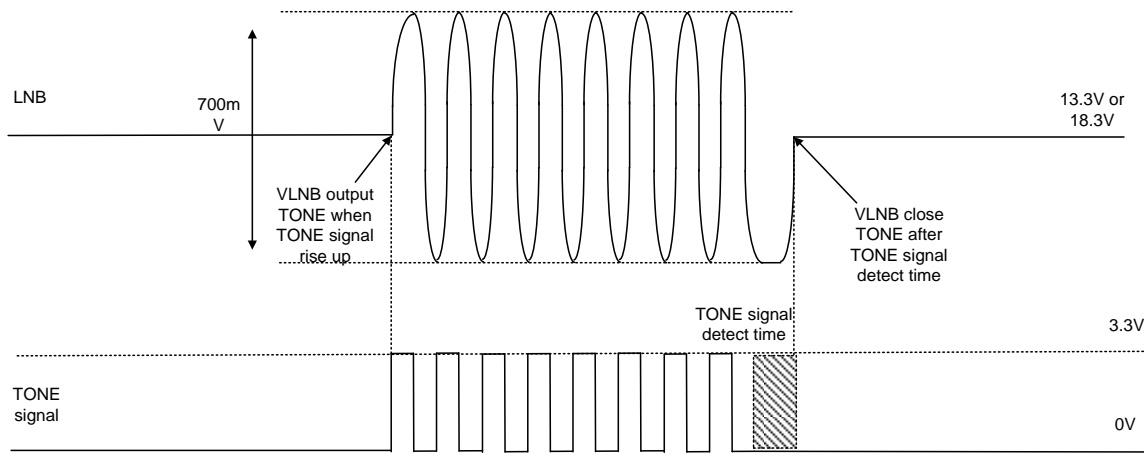 LNB
700m
V
13.3V or
18.3V
VLNB output
TONE when
TONE signal
rise up
VLNB close
TONE after
TONE signal
detect time
TONE signal
detect time
3.3V
TONE
signal
0V